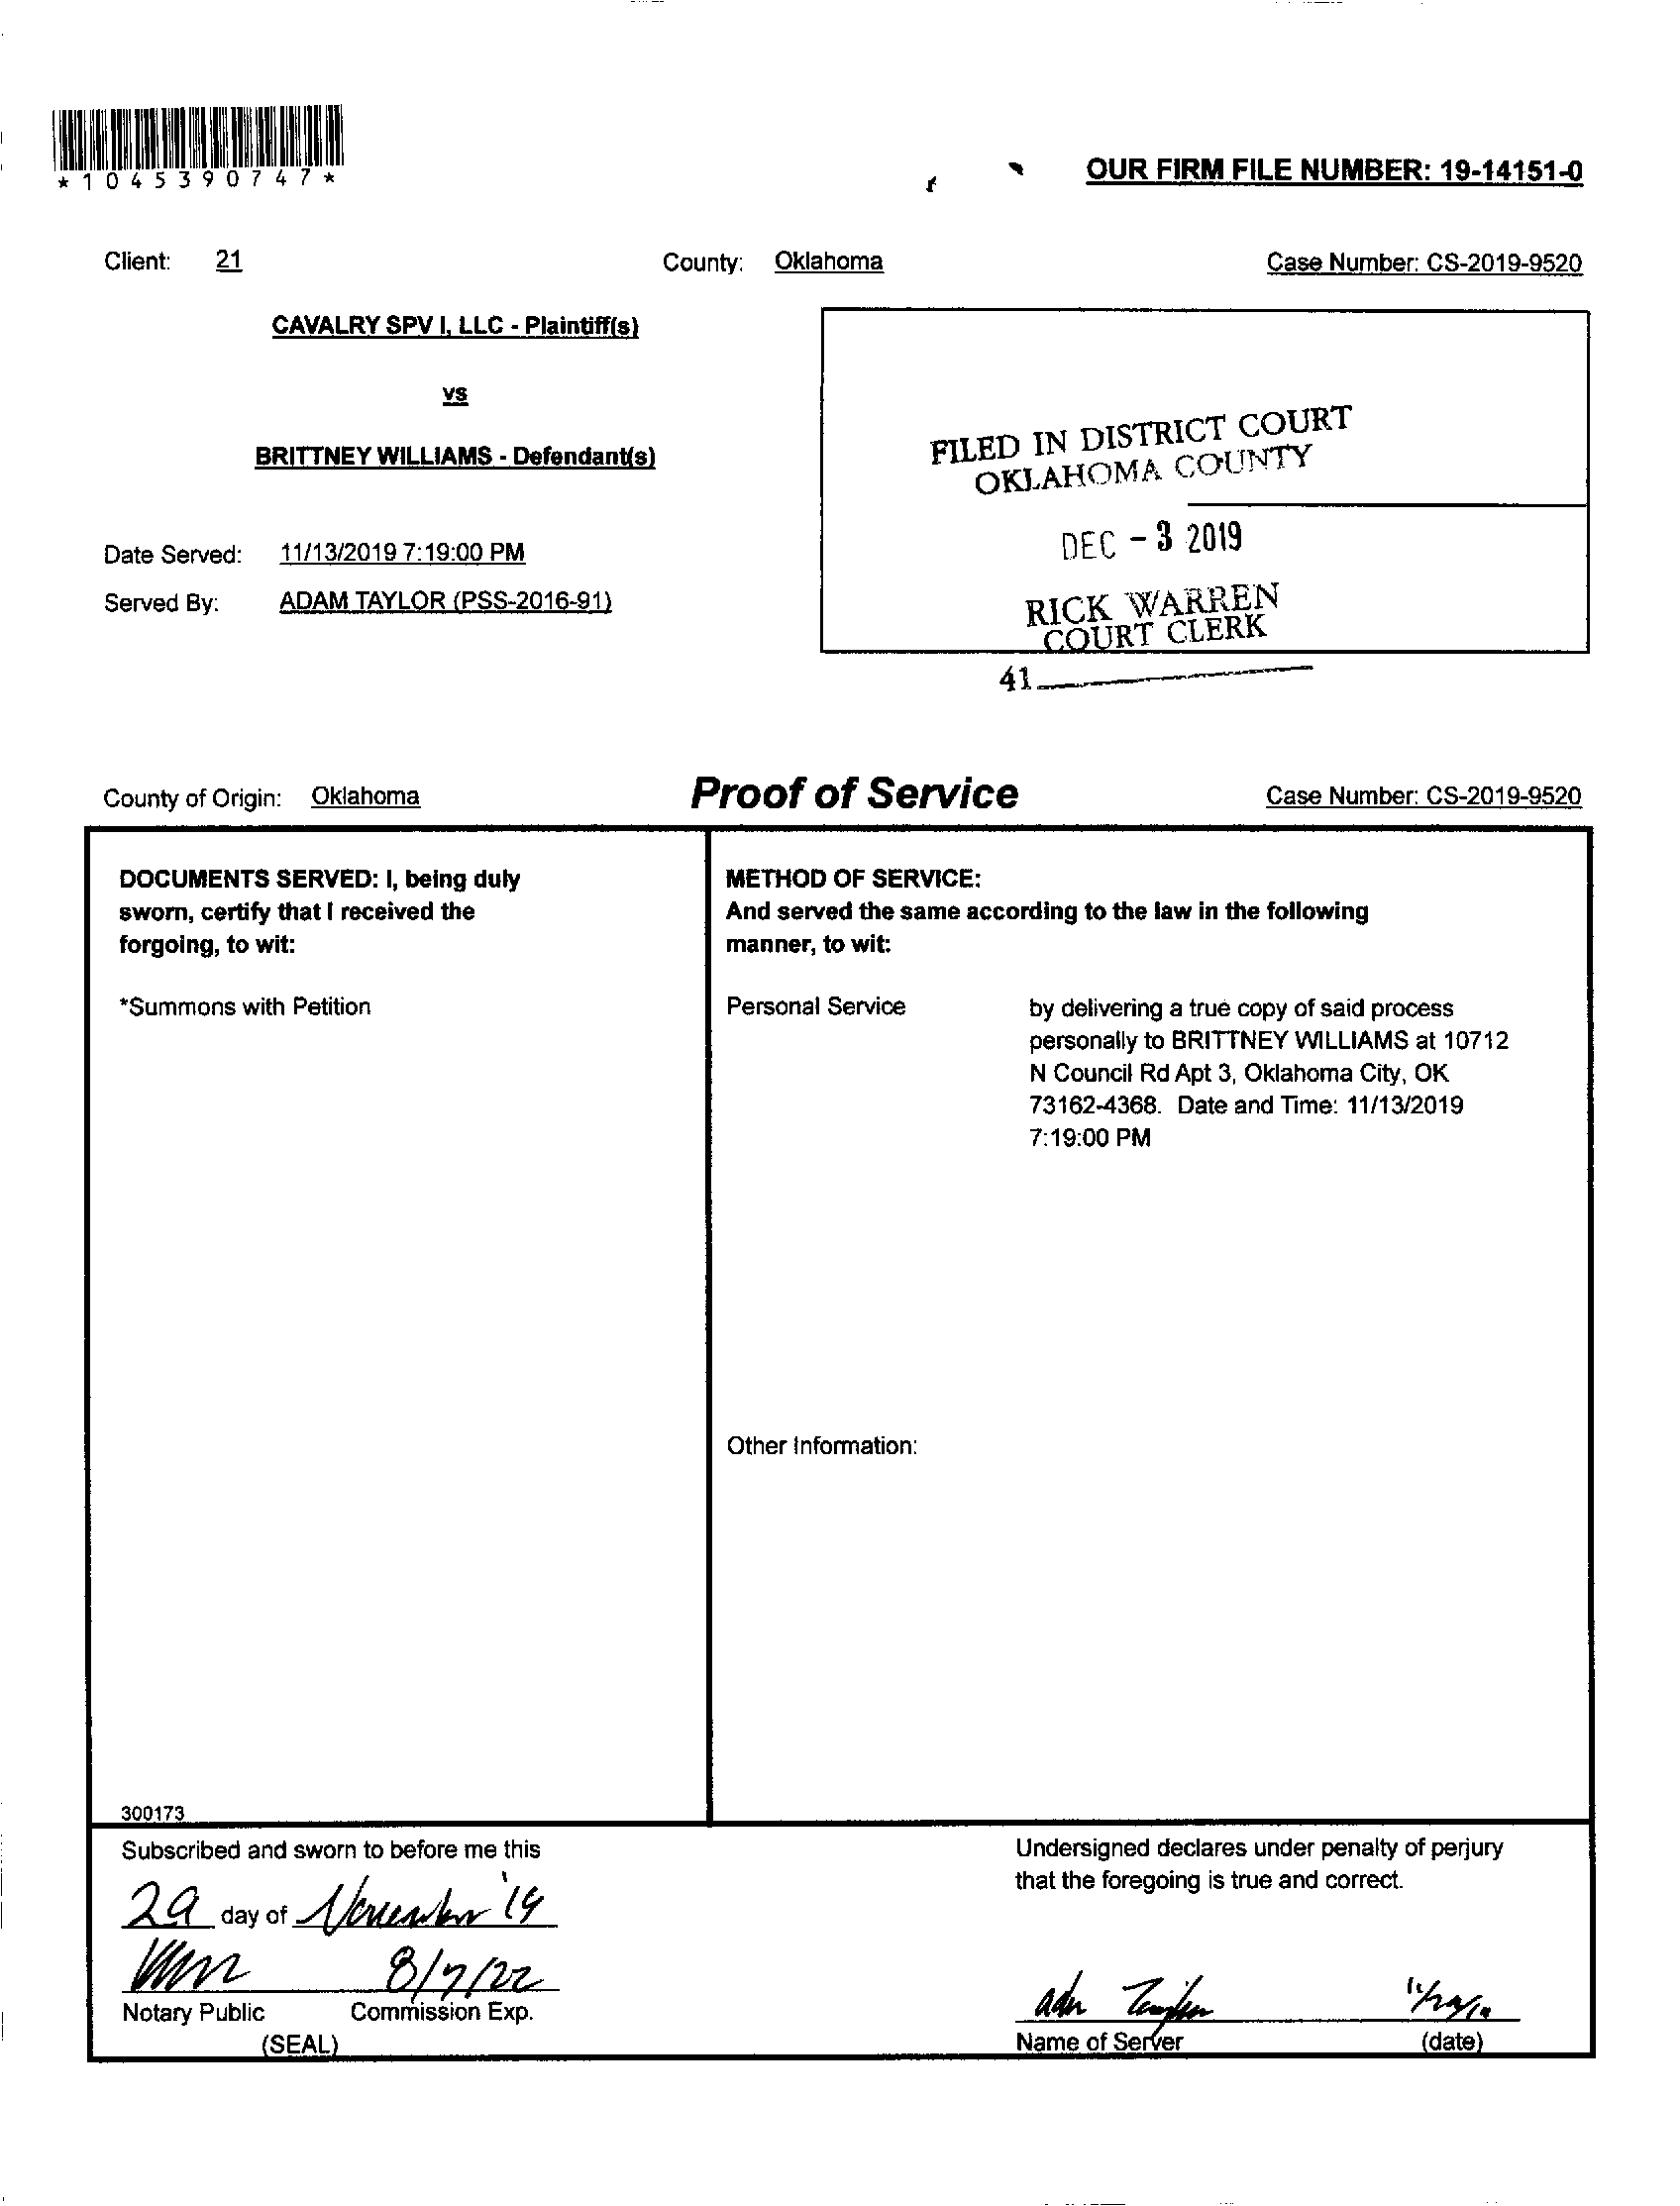 *1045390747*
OUR FIRM FILE NUMBER: 19-14151-0
Client: 21 County: Oklahoma Case Number: CS-2019-9520
CAVALRY SPV I, LLC - Plaintiff(s)
vs
BRITTNEY WILLIAMS - Defendant(s)
Date Served: 11/13/2019 7:19:00 PM
Served By: ADAM TAYLOR (PSS-2016-91)
FILED IN DISTRICT COURT
OKLAHOMA COUNTY
DEC - 3 2019
RICK WARREN
COURT CLERK
41
County of Origin: Oklahoma Proof of Service Case Number: CS-2019-9520
DOCUMENTS SERVED: I, being duly
sworn, certify that I received the
forgoing, to wit:
*Summons with Petition
METHOD OF SERVICE:
And served the same according to the law in the following
manner, to wit:
Personal Service by delivering a true copy of said process
personally to BRITTNEY WILLIAMS at 10712
N Council Rd Apt 3, Oklahoma City, OK
73162-4368. Date and Time: 11/13/2019
7:19:00 PM
Other Information:
300173
Subscribed and sworn to before me this
29 day of November '19
8/7/22
Notary Public Commission Exp.
(SEAL)
Undersigned declares under penalty of perjury
that the foregoing is true and correct.
Name of Server (date)